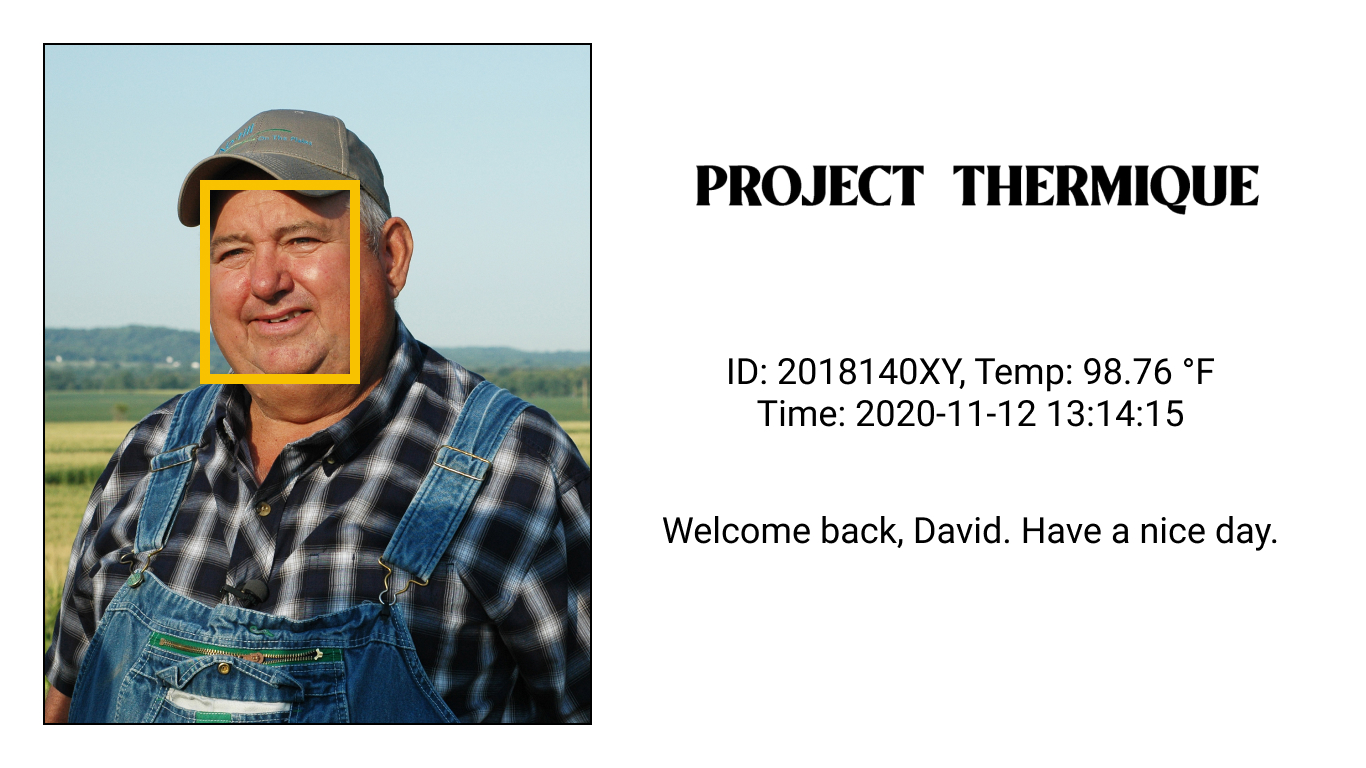 PROJECT THERMIQUE
ID: 2018140XY, Temp: 98.76 °F
Time: 2020-11-12 13:14:15
Welcome back, David. Have a nice day.